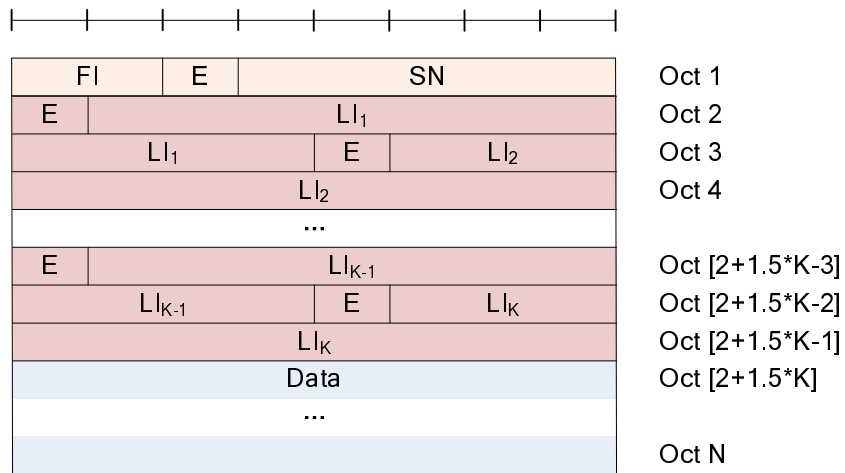 FI E SN Oct 1
E LI₁ Oct 2
LI₁ E LI₂ Oct 3
LI₂ Oct 4
...
E LIK-1 Oct [2+1.5*K-3]
LIK-1 E LIK Oct [2+1.5*K-2]
LIK Oct [2+1.5*K-1]
Data Oct [2+1.5*K]
...
Oct N